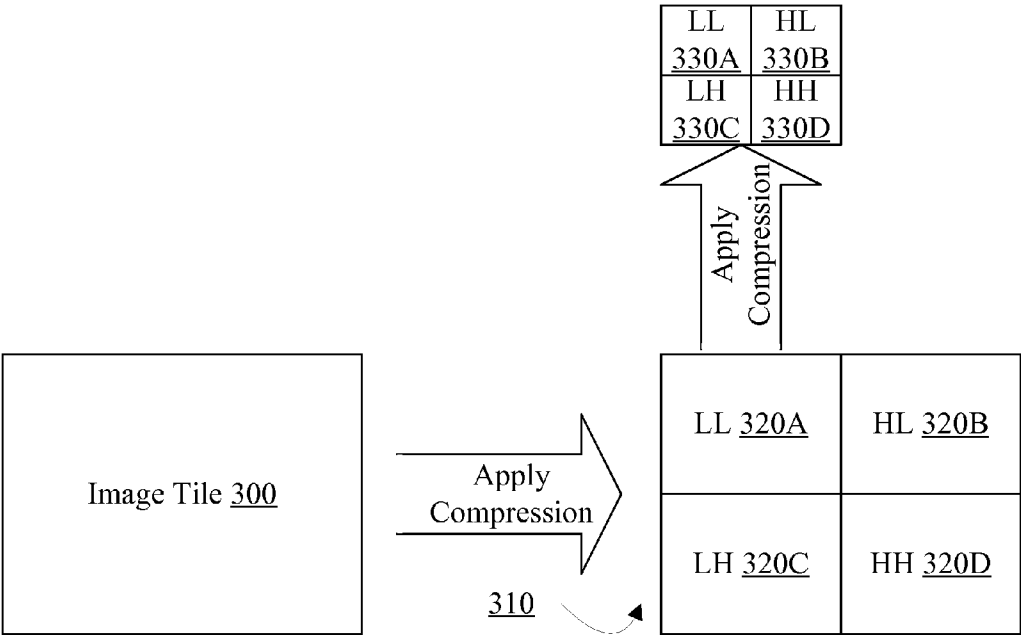 LL HL
330A 330B
LH HH
330C 330D
Apply
Compression
Image Tile 300
Apply
Compression
LL 320A HL 320B
LH 320C HH 320D
310